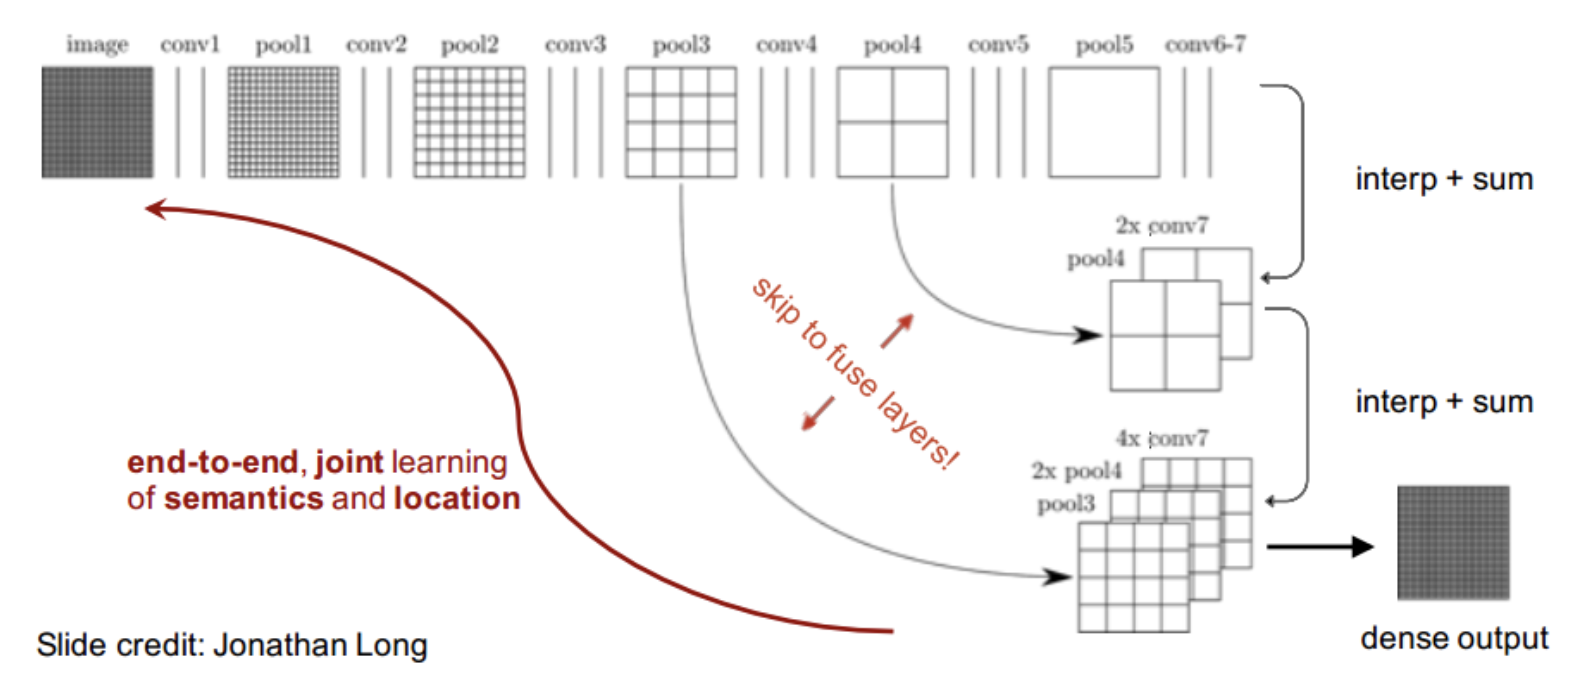 image conv1 pool1 conv2 pool2 conv3 pool3 conv4 pool4 conv5 pool5 conv6-7
interp + sum
2x conv7
pool4
skip to fuse layers!
interp + sum
4x conv7
2x pool4
pool3
end-to-end, joint learning
of semantics and location
dense output
Slide credit: Jonathan Long